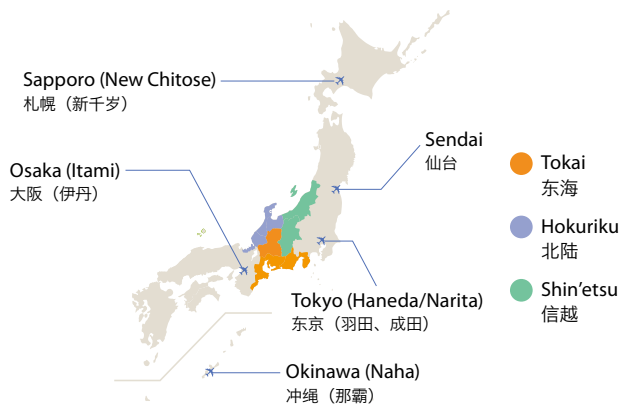 Sapporo (New Chitose)
札幌（新千岁）
Sendai
仙台
Osaka (Itami)
大阪（伊丹）
Tokai
东海
Hokuriku
北陆
Shin’etsu
信越
Tokyo (Haneda/Narita)
东京（羽田、成田）
Okinawa (Naha)
冲绳（那霸）